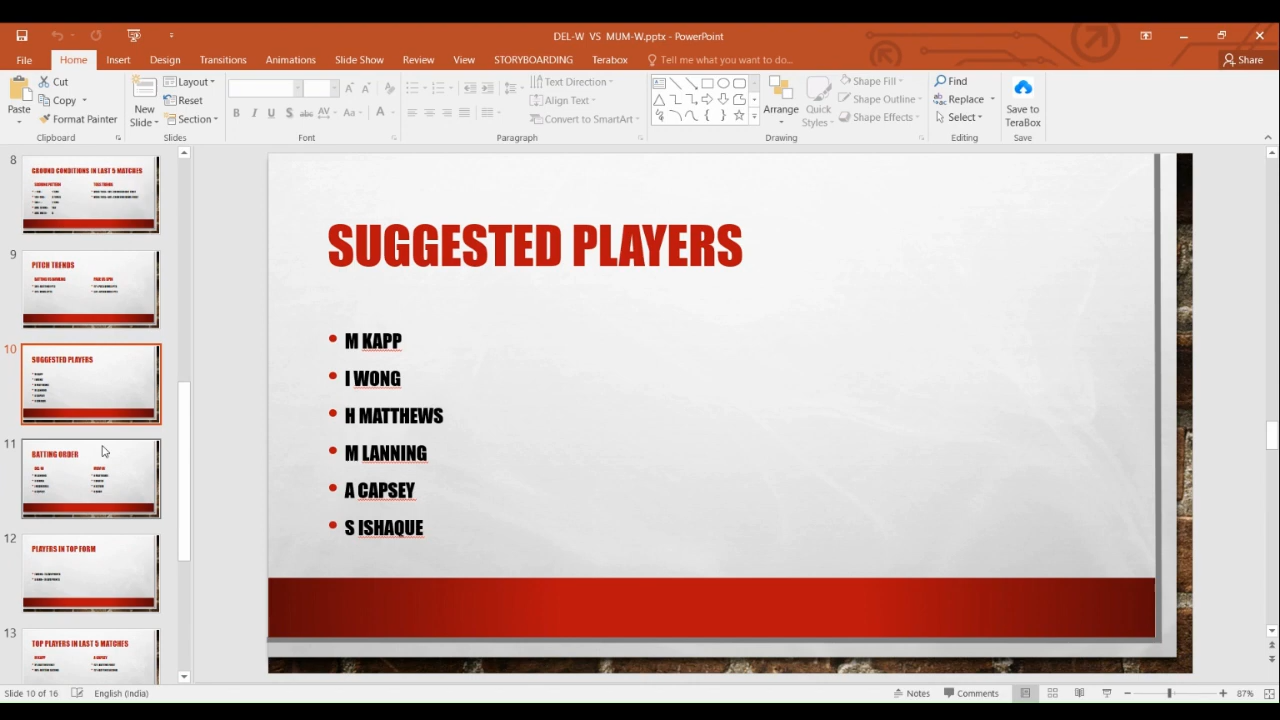 DEL-W VS MUM-W.pptx - PowerPoint
File Home Insert Design Transitions Animations Slide Show Review View STORYBOARDING Terabox Tell me what you want to do... Share
Cut
Copy
Format Painter
Paste
Clipboard
New
Slide
Layout
Reset
Section
Slides
B I U S abc AV Aa A
Font
Text Direction
Align Text
Convert to SmartArt
Paragraph
Arrange
Quick
Styles
Shape Fill
Shape Outline
Shape Effects
Drawing
Find
Replace
Select
Editing
Save to
TeraBox
Save
8
GROUND CONDITIONS IN LAST 5 MATCHES
9
PITCH TRENDS
10
SUGGESTED PLAYERS
11
BATTING ORDER
12
PLAYERS IN TOP FORM
13
TOP PLAYERS IN LAST 5 MATCHES
SUGGESTED PLAYERS
• M KAPP
• I WONG
• H MATTHEWS
• M LANNING
• A CAPSEY
• S ISHAQUE
Slide 10 of 16 English (India) Notes Comments 87%